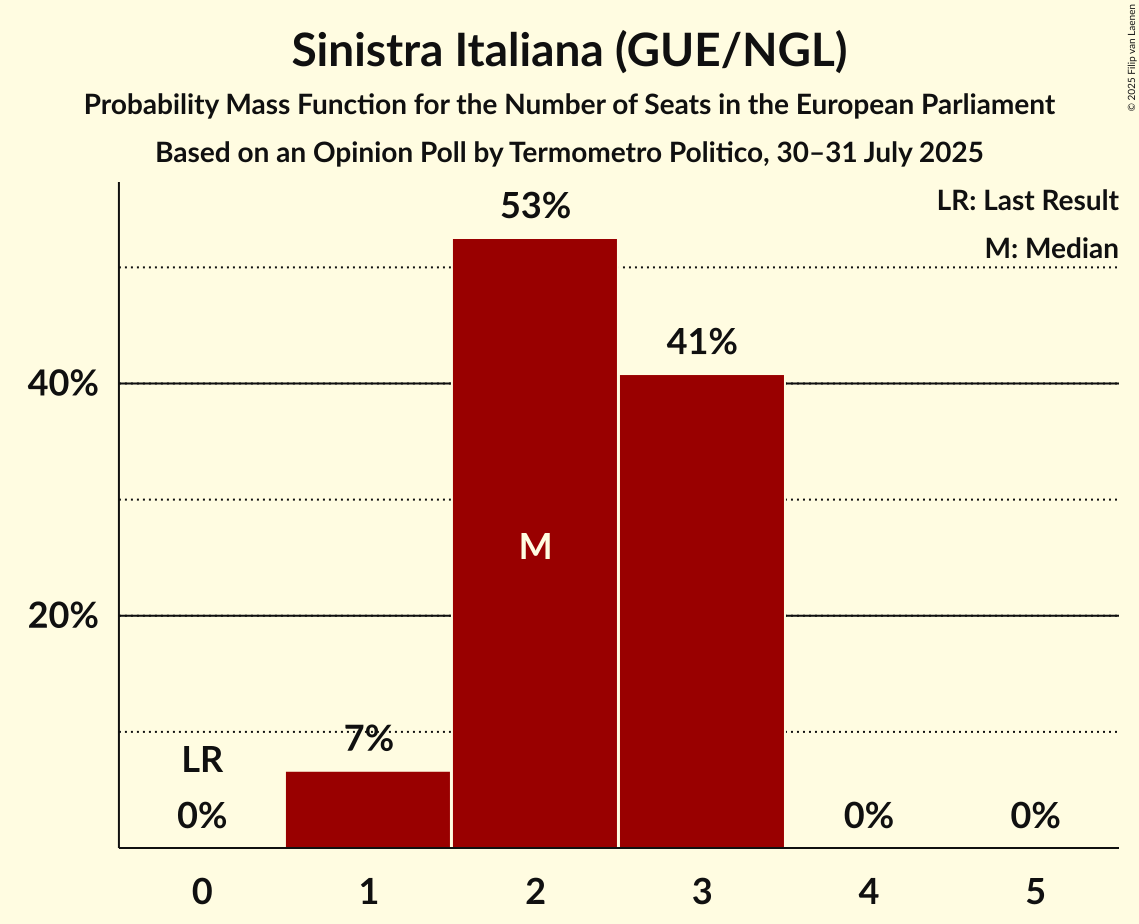 Sinistra Italiana (GUE/NGL)
Probability Mass Function for the Number of Seats in the European Parliament
Based on an Opinion Poll by Termometro Politico, 30–31 July 2025
© 2025 Filip van Laenen
LR: Last Result
M: Median
53%
41%
40%
M
20%
7%
LR
0%
0%
0%
0
1
2
3
4
5